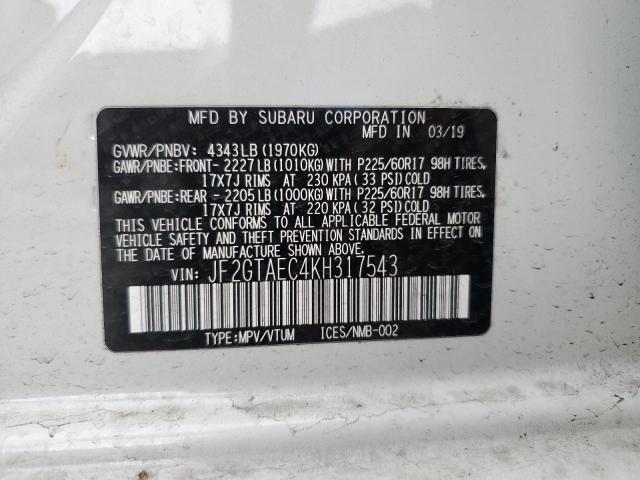 MFD BY SUBARU CORPORATION
MFD IN 03/19
GVWR/PNBV: 4343LB(1970KG)
GAWR/PNBE:FRONT- 2227LB(1010KG)WITH P225/60R17 98H TIRES,
17X7J RIMS AT 230 KPA( 33 PSI)COLD
GAWR/PNBE:REAR - 2205LB(1000KG)WITH P225/60R17 98H TIRES,
17X7J RIMS AT 220 KPA( 32 PSI)COLD
THIS VEHICLE CONFORMS TO ALL APPLICABLE FEDERAL MOTOR
VEHICLE SAFETY AND THEFT PREVENTION STANDARDS IN EFFECT ON
THE DATE OF MANUFACTURE SHOWN ABOVE.
VIN: JF2GTAEC4KH317543
TYPE:MPV/VTUM ICES/NMB-002